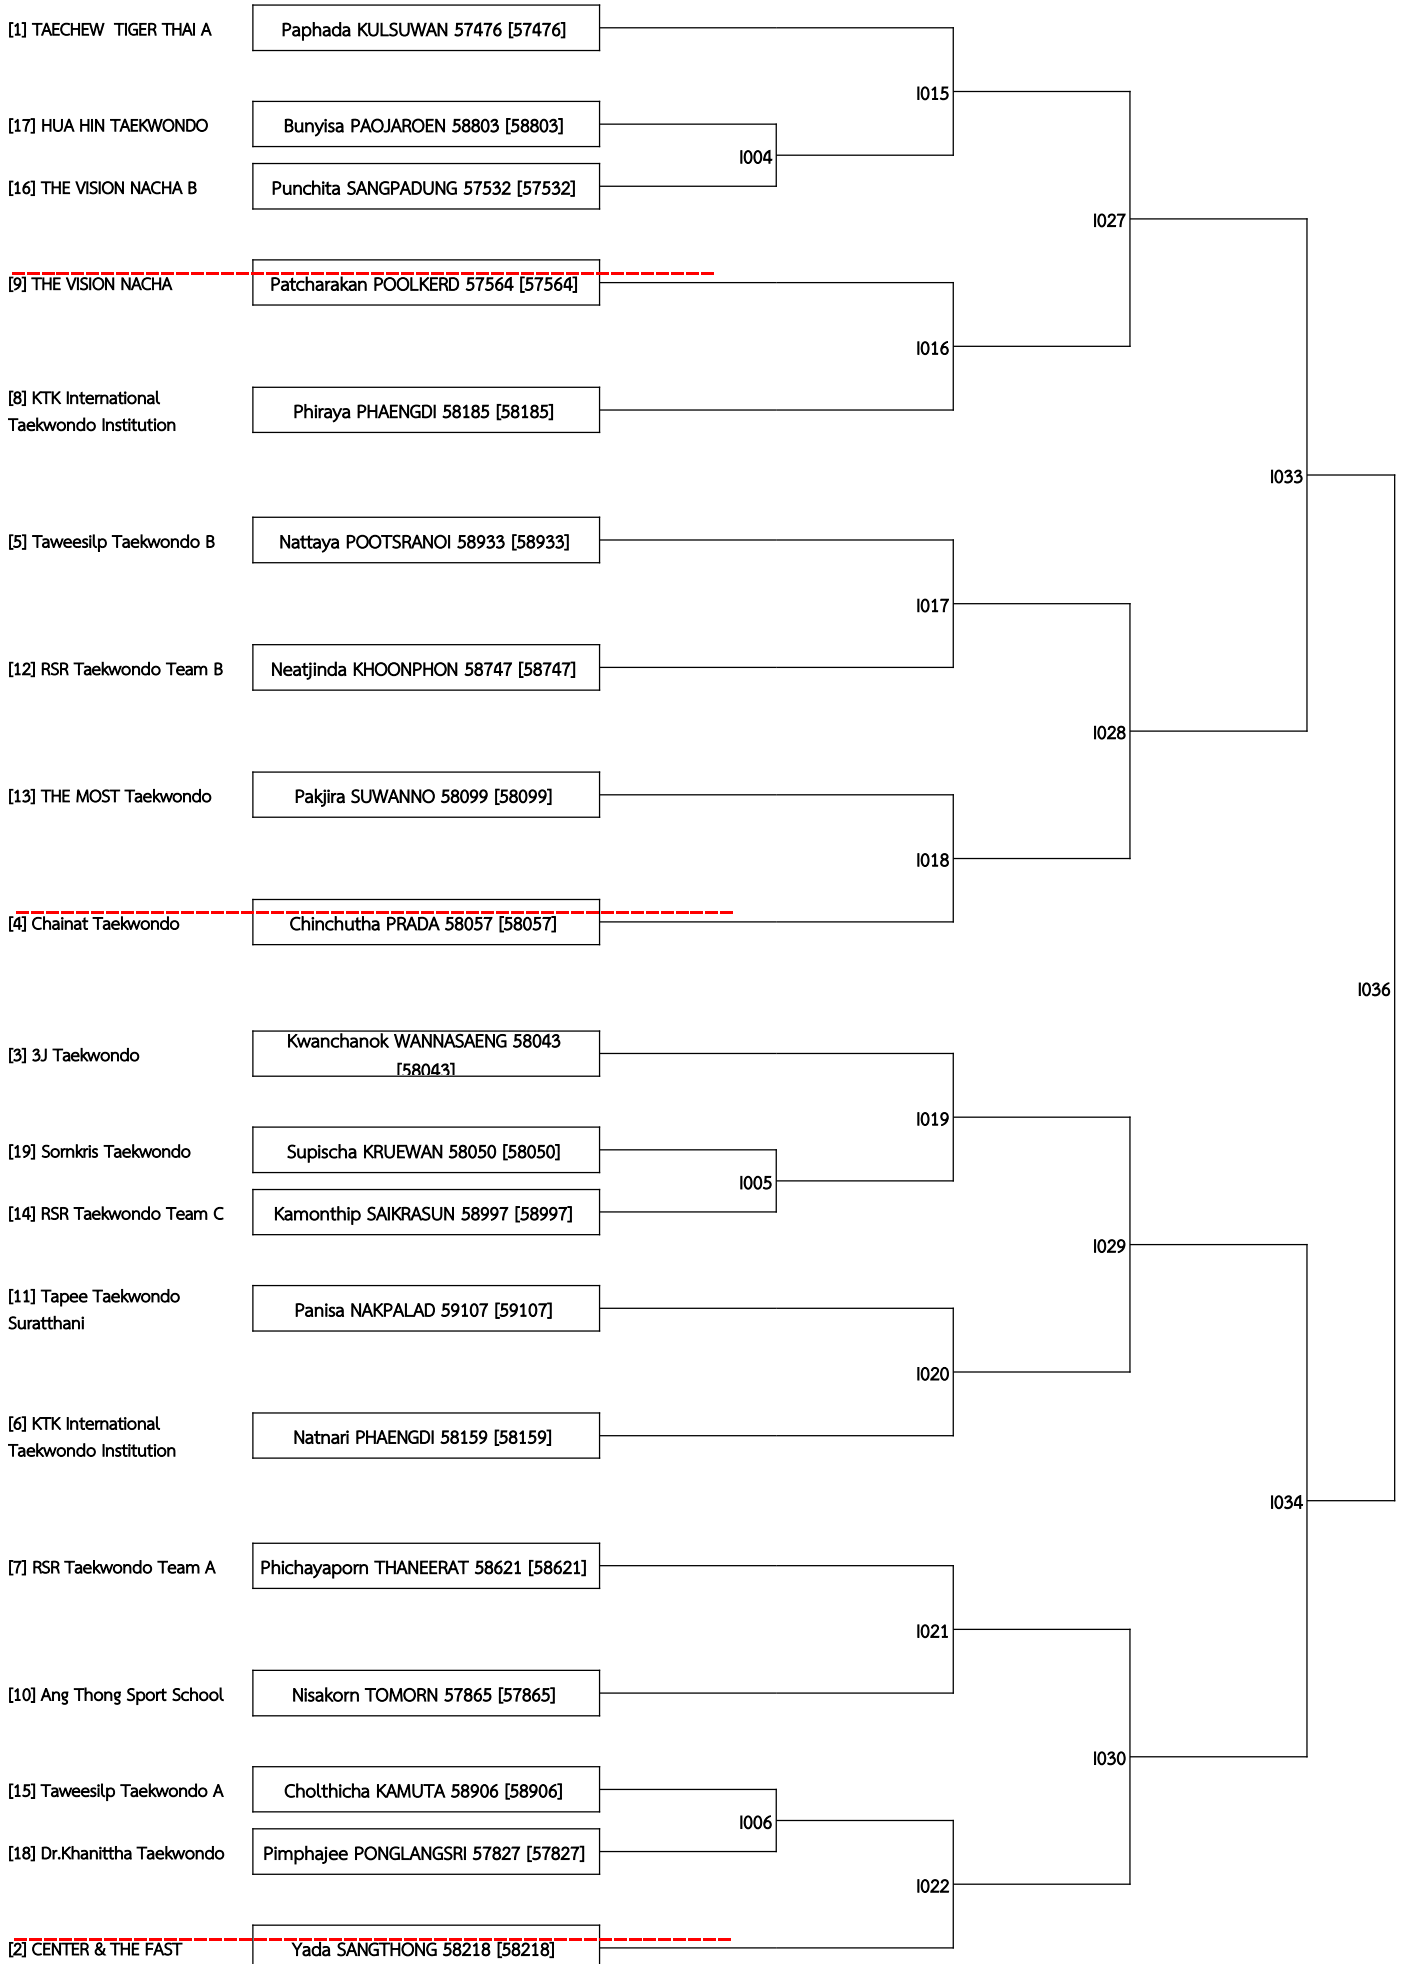 [1] TAECHEW  TIGER THAI A
Paphada KULSUWAN 57476 [57476]
I015
[17] HUA HIN TAEKWONDO
Bunyisa PAOJAROEN 58803 [58803]
I004
[16] THE VISION NACHA B
Punchita SANGPADUNG 57532 [57532]
I027
[9] THE VISION NACHA
Patcharakan POOLKERD 57564 [57564]
I016
[8] KTK International
Taekwondo Institution
Phiraya PHAENGDI 58185 [58185]
I033
[5] Taweesilp Taekwondo B
Nattaya POOTSRANOI 58933 [58933]
I017
[12] RSR Taekwondo Team B
Neatjinda KHOONPHON 58747 [58747]
I028
[13] THE MOST Taekwondo
Pakjira SUWANNO 58099 [58099]
I018
[4] Chainat Taekwondo
Chinchutha PRADA 58057 [58057]
I036
[3] 3J Taekwondo
Kwanchanok WANNASAENG 58043
[58043]
I019
[19] Sornkris Taekwondo
Supischa KRUEWAN 58050 [58050]
I005
[14] RSR Taekwondo Team C
Kamonthip SAIKRASUN 58997 [58997]
I029
[11] Tapee Taekwondo
Suratthani
Panisa NAKPALAD 59107 [59107]
I020
[6] KTK International
Taekwondo Institution
Natnari PHAENGDI 58159 [58159]
I034
[7] RSR Taekwondo Team A
Phichayaporn THANEERAT 58621 [58621]
I021
[10] Ang Thong Sport School
Nisakorn TOMORN 57865 [57865]
I030
[15] Taweesilp Taekwondo A
Cholthicha KAMUTA 58906 [58906]
I006
[18] Dr.Khanittha Taekwondo
Pimphajee PONGLANGSRI 57827 [57827]
I022
[2] CENTER & THE FAST
Yada SANGTHONG 58218 [58218]